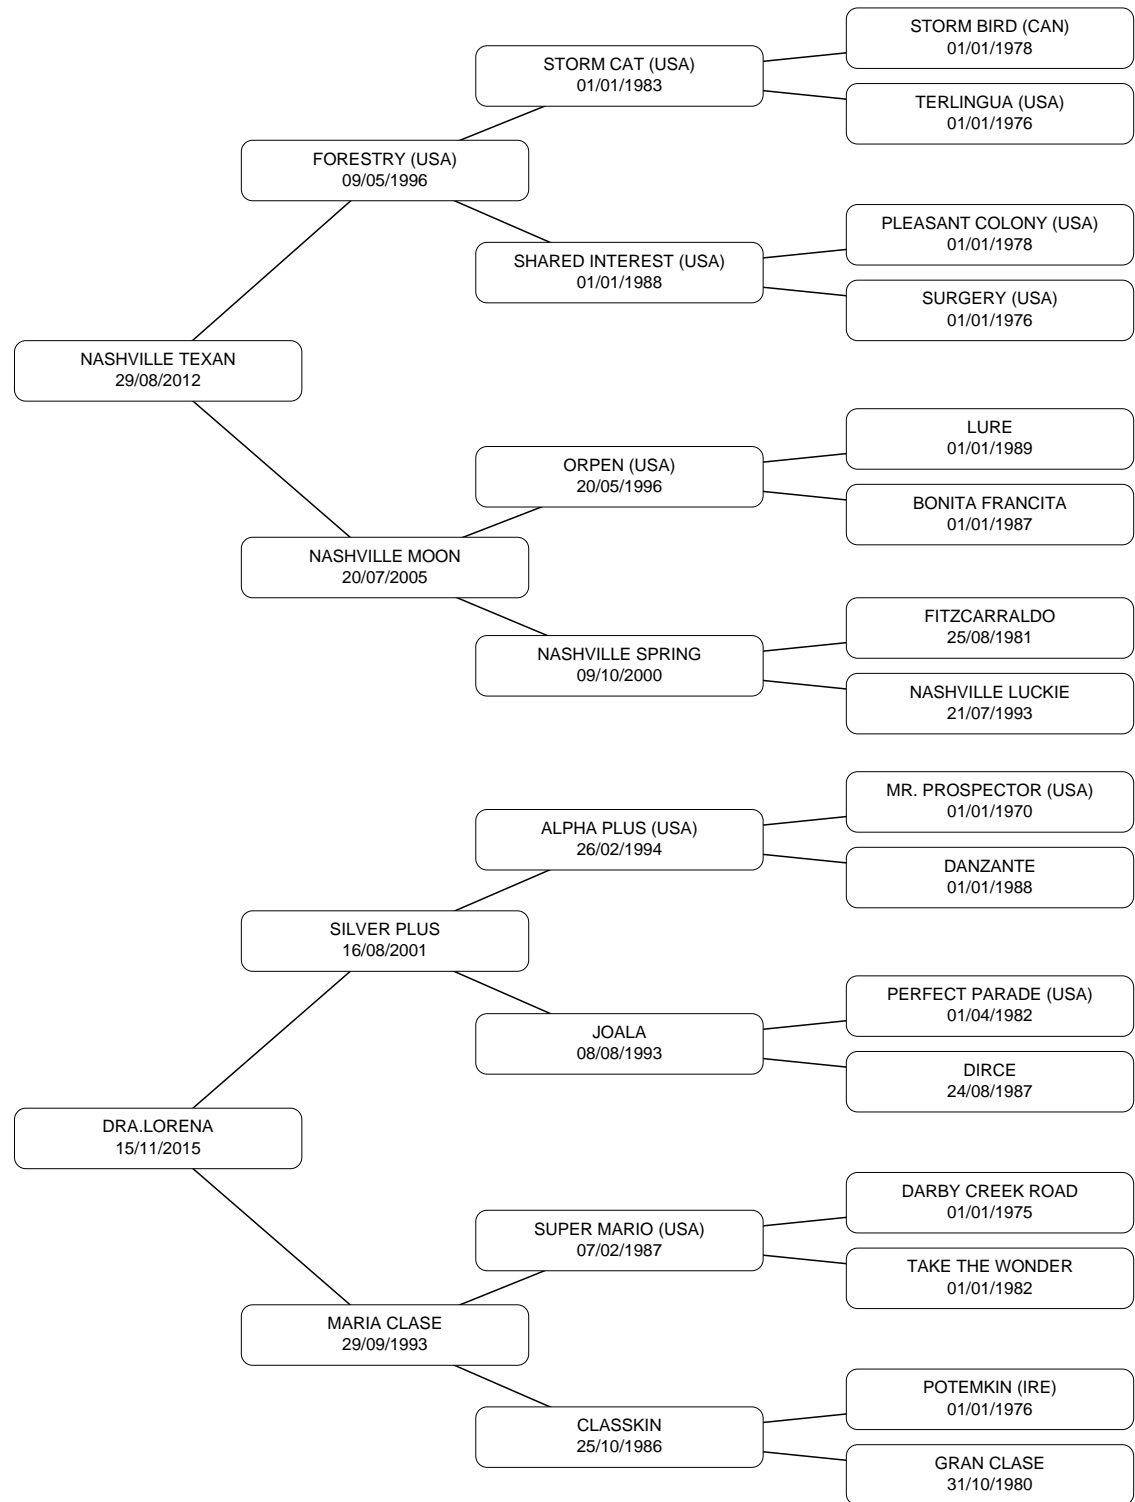 STORM BIRD (CAN)
01/01/1978
STORM CAT (USA)
01/01/1983
TERLINGUA (USA)
01/01/1976
FORESTRY (USA)
09/05/1996
PLEASANT COLONY (USA)
01/01/1978
SHARED INTEREST (USA)
01/01/1988
SURGERY (USA)
01/01/1976
NASHVILLE TEXAN
29/08/2012
LURE
01/01/1989
ORPEN (USA)
20/05/1996
BONITA FRANCITA
01/01/1987
NASHVILLE MOON
20/07/2005
FITZCARRALDO
25/08/1981
NASHVILLE SPRING
09/10/2000
NASHVILLE LUCKIE
21/07/1993
MR. PROSPECTOR (USA)
01/01/1970
ALPHA PLUS (USA)
26/02/1994
DANZANTE
01/01/1988
SILVER PLUS
16/08/2001
PERFECT PARADE (USA)
01/04/1982
JOALA
08/08/1993
DIRCE
24/08/1987
DRA.LORENA
15/11/2015
DARBY CREEK ROAD
01/01/1975
SUPER MARIO (USA)
07/02/1987
TAKE THE WONDER
01/01/1982
MARIA CLASE
29/09/1993
POTEMKIN (IRE)
01/01/1976
CLASSKIN
25/10/1986
GRAN CLASE
31/10/1980